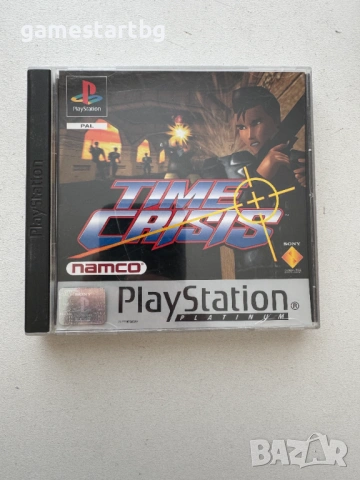 gamestartbg
PlayStation
PlayStation
PAL
TIME
CRISIS
namco
SONY
PlayStation®
PLATINUM
BAZAR